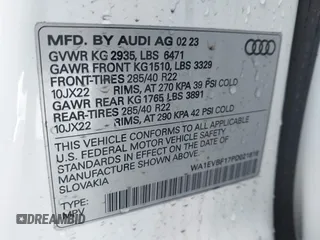 MFD. BY AUDI AG 02 23
GVWR KG 2935, LBS 6471
GAWR FRONT KG1510, LBS 3329
FRONT-TIRES 285/40 R22
10JX22 RIMS, AT 270 KPA 39 PSI COLD
GAWR REAR KG 1765 LBS 3891
REAR-TIRES 285/40 R22
10JX22 RIMS, AT 290 KPA 42 PSI COLD
THIS VEHICLE CONFORMS TO ALL APPLICABLE
U.S. FEDERAL MOTOR VEHICLE SAFETY STANDARDS
IN EFFECT ON THE DATE OF MANUFACTURE
SHOWN ABOVE.
SLOVAKIA
TYPE: MPV
DREAMBID